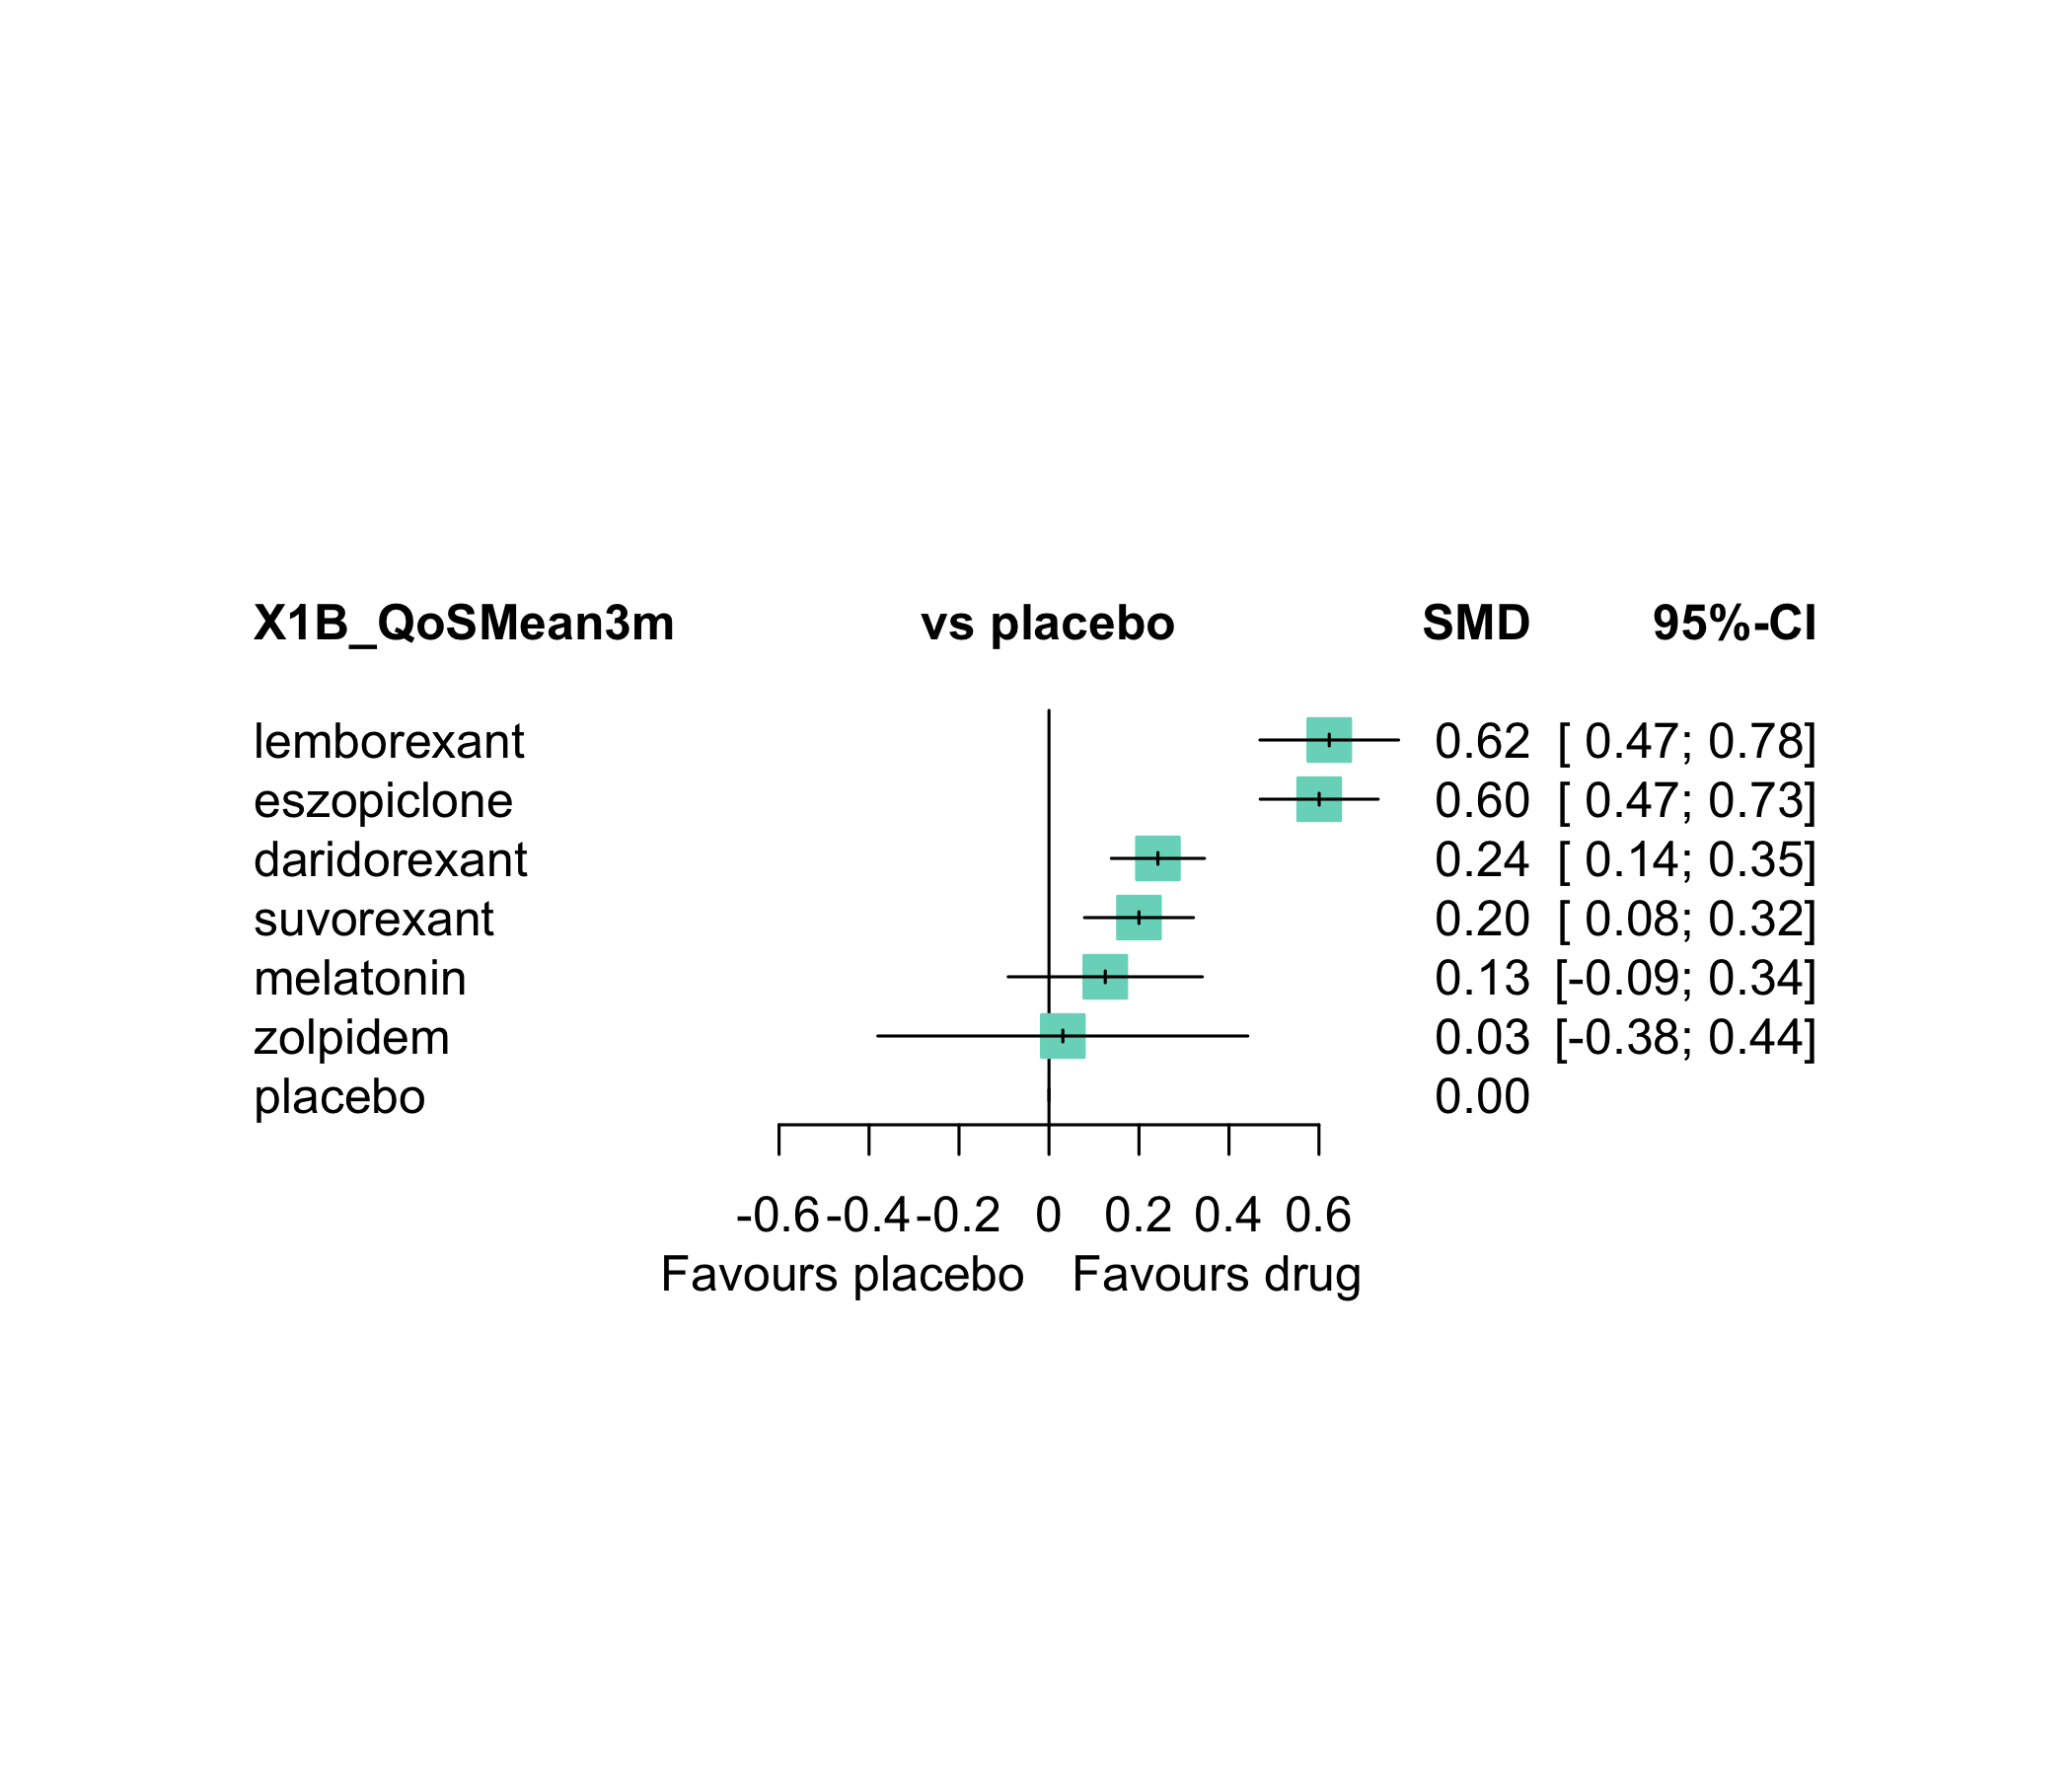 X1B_QoSMean3m vs placebo SMD 95%-CI
lemborexant 0.62 [ 0.47; 0.78]
eszopiclone 0.60 [ 0.47; 0.73]
daridorexant 0.24 [ 0.14; 0.35]
suvorexant 0.20 [ 0.08; 0.32]
melatonin 0.13 [-0.09; 0.34]
zolpidem 0.03 [-0.38; 0.44]
placebo 0.00
-0.6 -0.4 -0.2 0 0.2 0.4 0.6
Favours placebo Favours drug